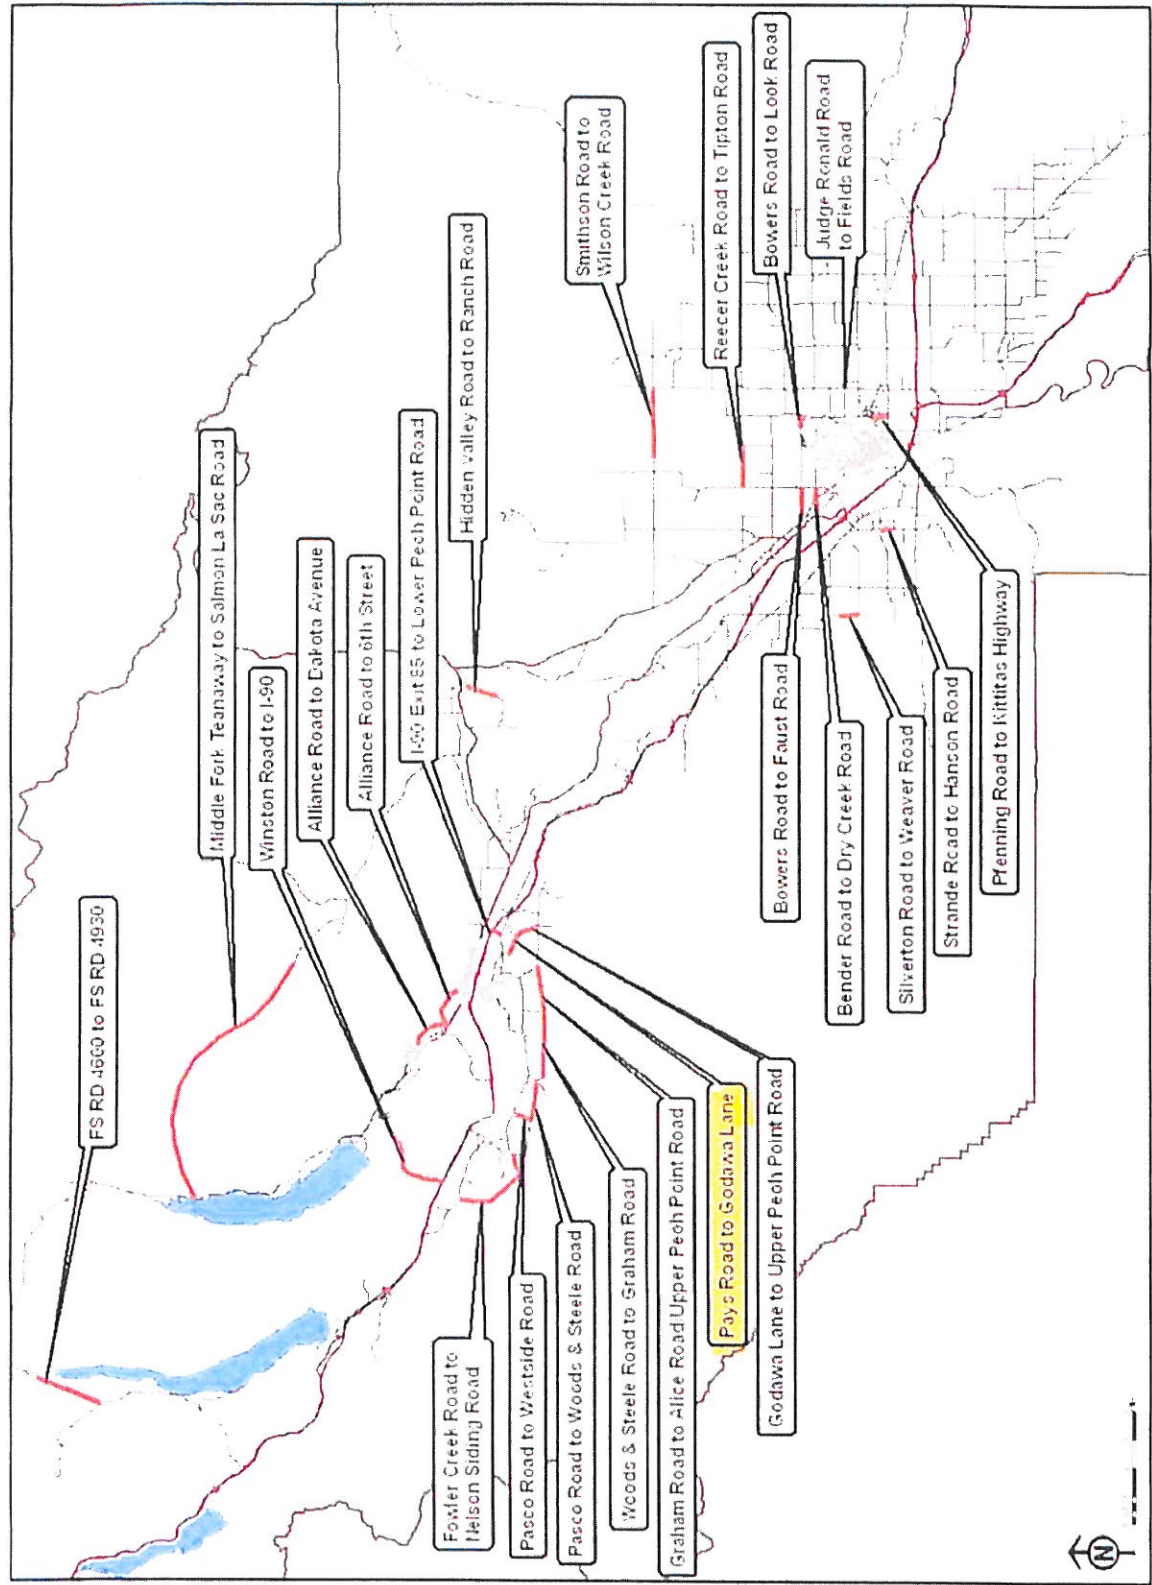 FS RD 4600 to FS RD 4930
Middle Fork Teanaway to Salmon La Sac Road
Winston Road to I-90
Alliance Road to Dakota Avenue
Alliance Road to 6th Street
I-90 Exit 85 to Lower Peoh Point Road
Hidden Valley Road to Ranch Road
Smithson Road to
Wilson Creek Road
Reecer Creek Road to Tipton Road
Bowers Road to Look Road
Judge Ronald Road
to Fields Road
Fowler Creek Road to
Nelson Siding Road
Pasco Road to Westside Road
Pasco Road to Woods & Steele Road
Woods & Steele Road to Graham Road
Graham Road to Alice Road Upper Peoh Point Road
Pays Road to Godawa Lane
Godawa Lane to Upper Peoh Point Road
Bowers Road to Faust Road
Bender Road to Dry Creek Road
Silverton Road to Weaver Road
Strande Road to Hanson Road
Pfenning Road to Kittitas Highway
N